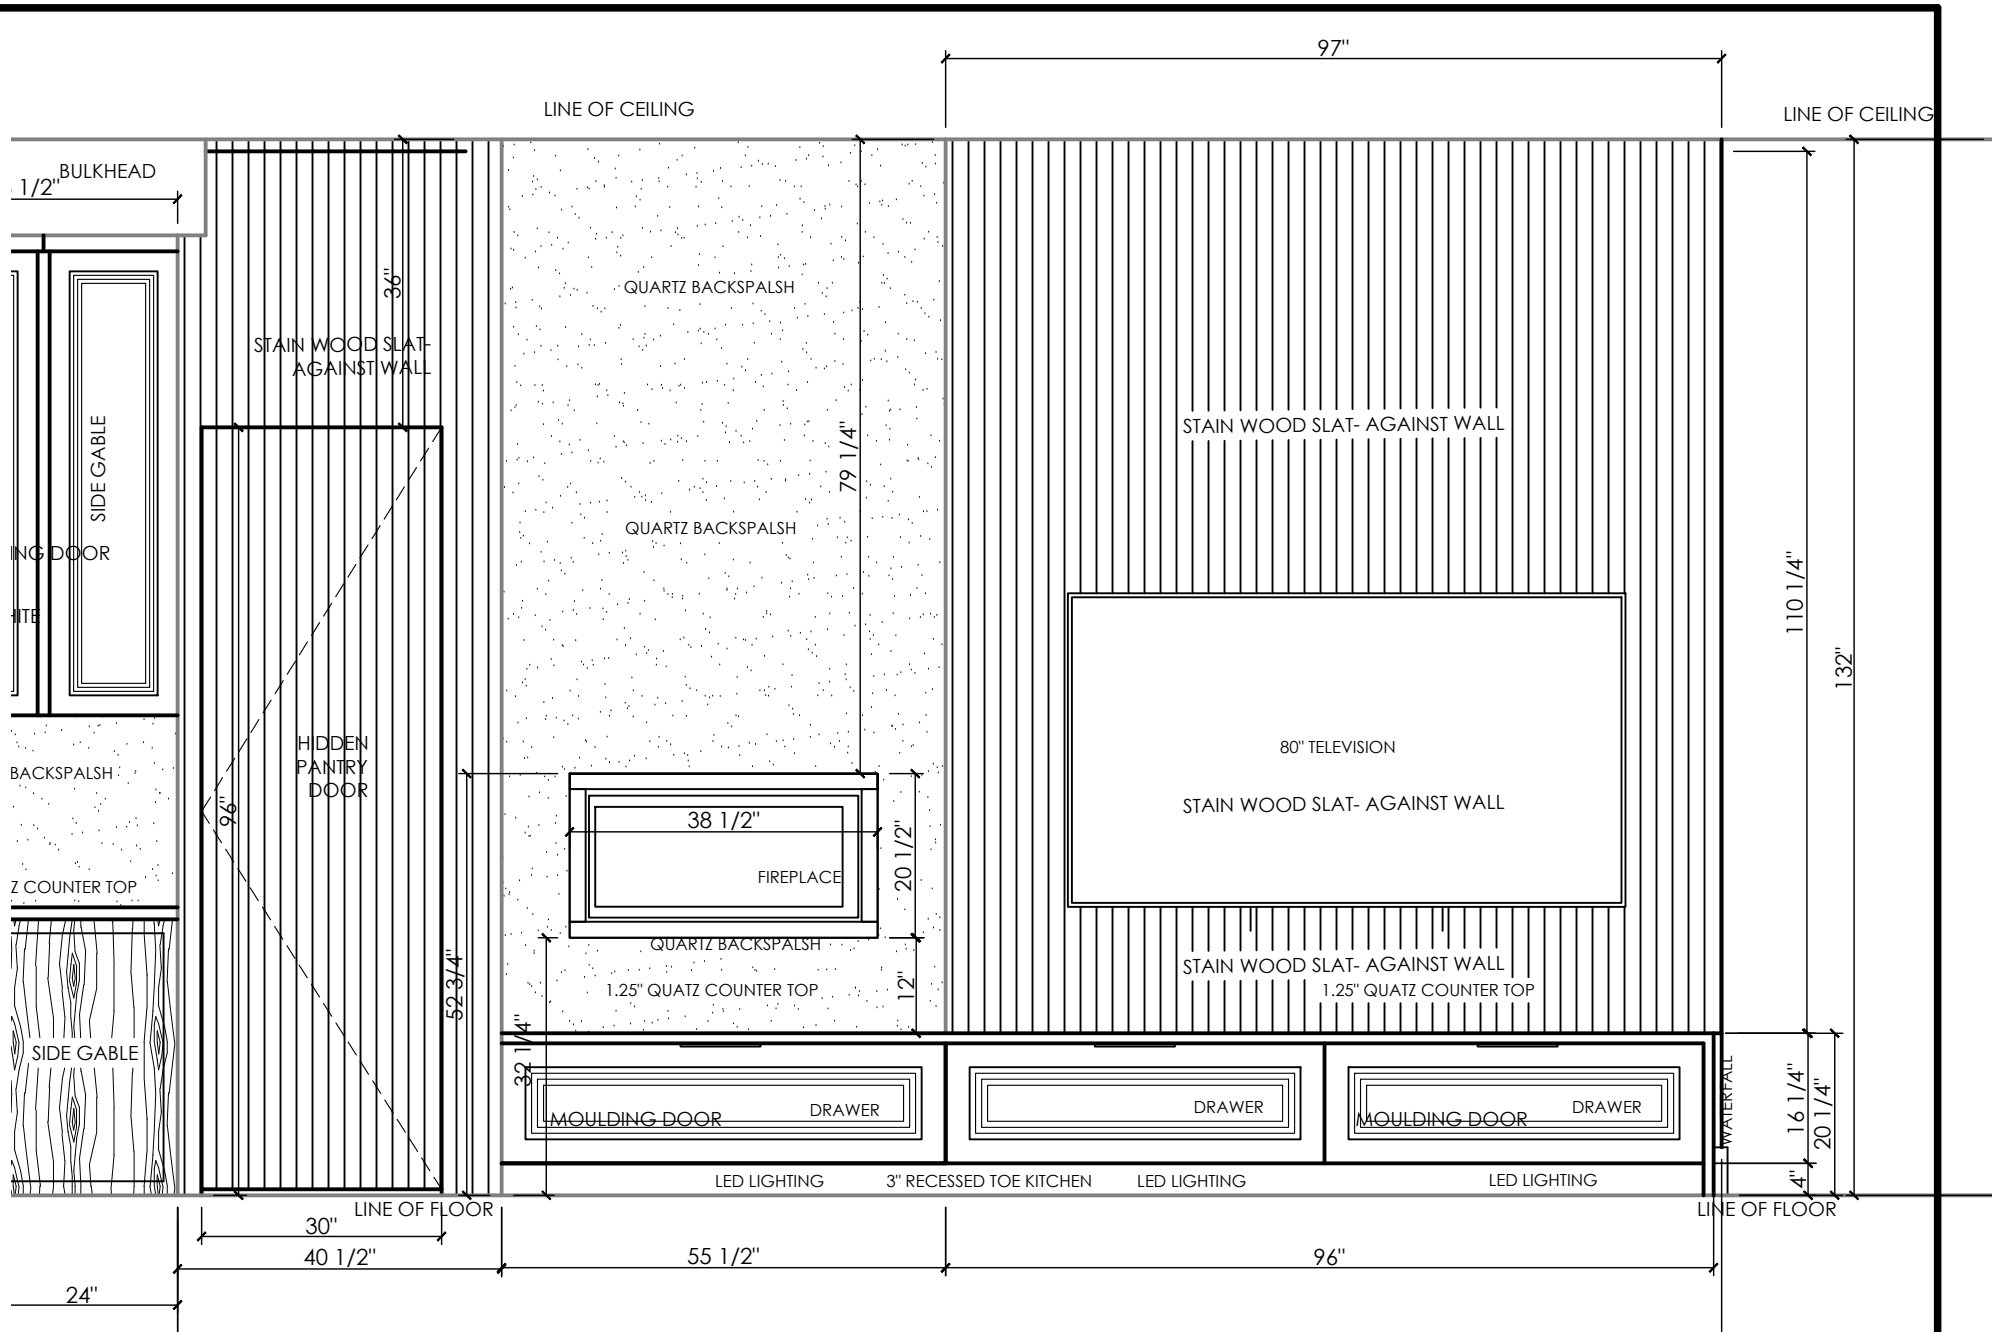 97"
LINE OF CEILING
LINE OF CEILING
BULKHEAD
1/2"
36"
QUARTZ BACKSPALSH
STAIN WOOD SLAT-
AGAINST WALL
SIDE GABLE
79 1/4"
STAIN WOOD SLAT- AGAINST WALL
QUARTZ BACKSPALSH
ING DOOR
110 1/4"
132"
HIDDEN
PANTRY
DOOR
96"
80" TELEVISION
BACKSPALSH
STAIN WOOD SLAT- AGAINST WALL
38 1/2"
20 1/2"
FIREPLACE
Z COUNTER TOP
QUARTZ BACKSPALSH
STAIN WOOD SLAT- AGAINST WALL
52 3/4"
12"
1.25" QUATZ COUNTER TOP
1.25" QUATZ COUNTER TOP
32 1/4"
SIDE GABLE
WATERFALL
16 1/4"
20 1/4"
MOULDING DOOR
DRAWER
DRAWER
MOULDING DOOR
DRAWER
LED LIGHTING
3" RECESSED TOE KITCHEN
LED LIGHTING
LED LIGHTING
4"
LINE OF FLOOR
LINE OF FLOOR
30"
40 1/2"
55 1/2"
96"
24"